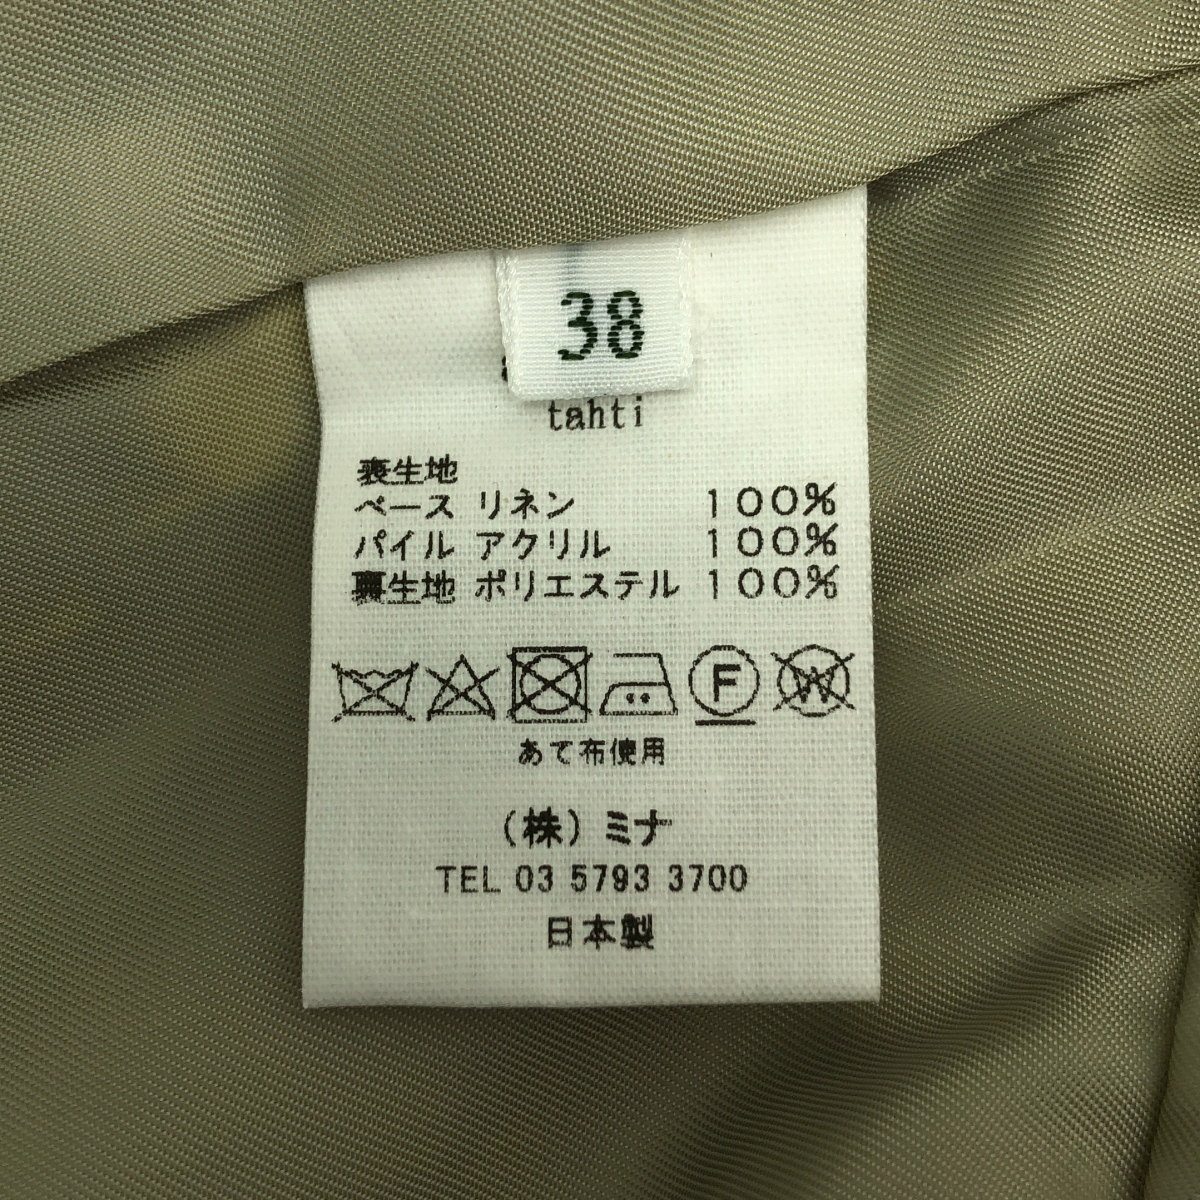 38
tahti
表生地
ベース リネン 100%
パイル アクリル 100%
裏生地 ポリエステル 100%
F W
あて布使用
(株)ミナ
TEL 03 5793 3700
日本製